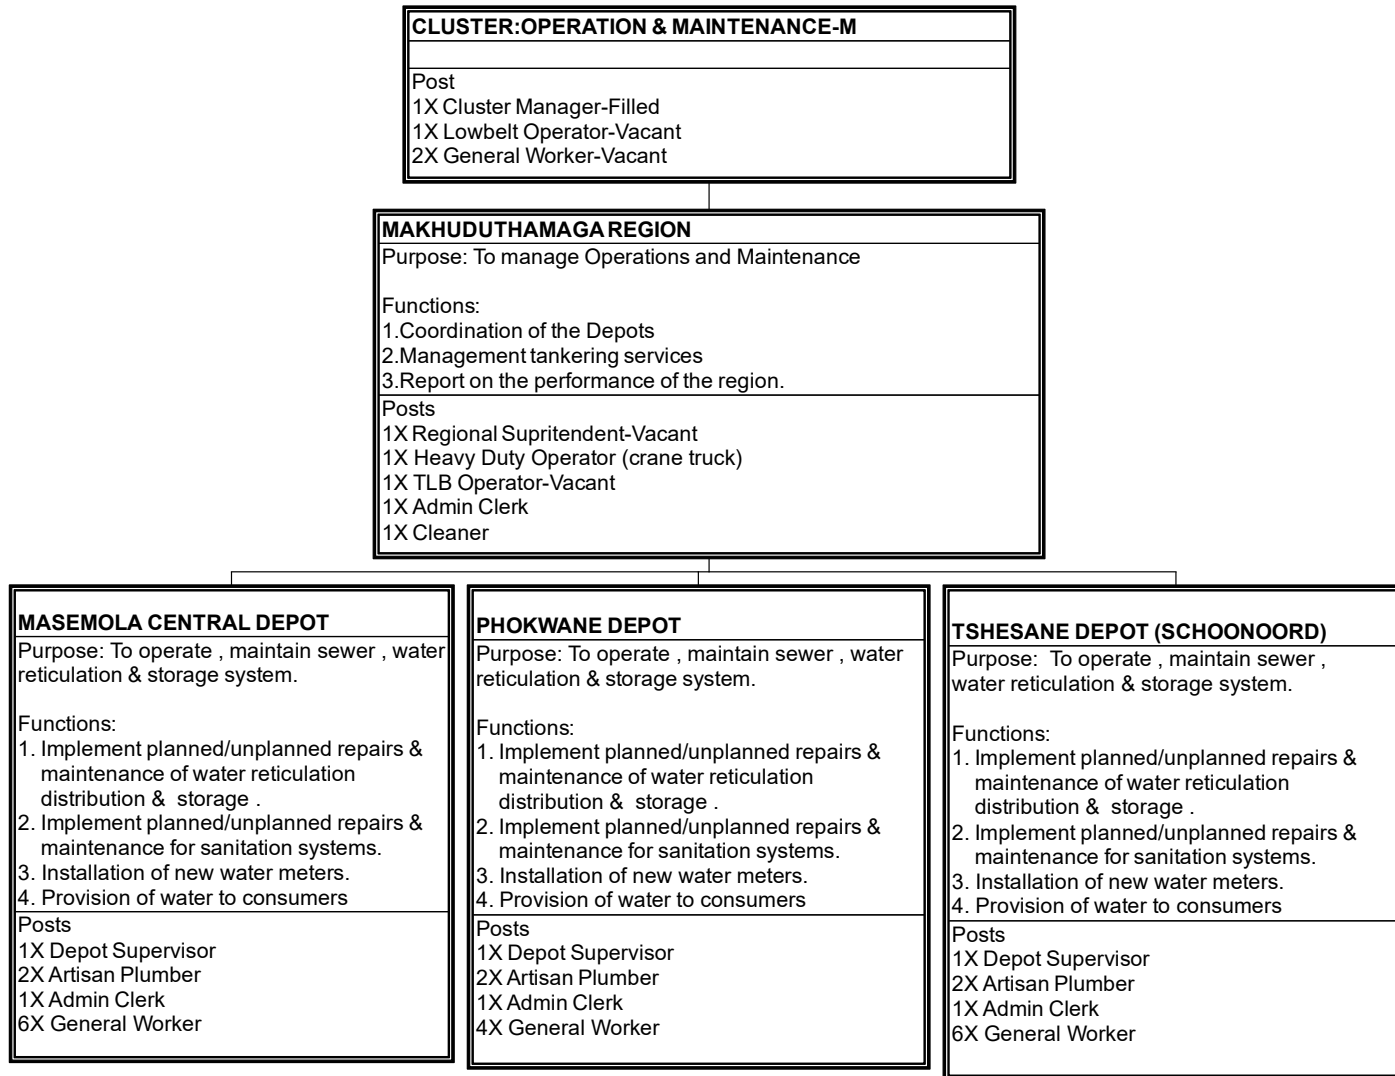 CLUSTER:OPERATION & MAINTENANCE-M
Post
1X Cluster Manager-Filled
1X Lowbelt Operator-Vacant
2X General Worker-Vacant
MAKHUDUTHAMAGA REGION
Purpose: To manage Operations and Maintenance
Functions:
1.Coordination of the Depots
2.Management tankering services
3.Report on the performance of the region.
Posts
1X Regional Supritendent-Vacant
1X Heavy Duty Operator (crane truck)
1X TLB Operator-Vacant
1X Admin Clerk
1X Cleaner
MASEMOLA CENTRAL DEPOT
Purpose: To operate , maintain sewer , water
reticulation & storage system.
Functions:
1. Implement planned/unplanned repairs &
maintenance of water reticulation
distribution & storage .
2. Implement planned/unplanned repairs &
maintenance for sanitation systems.
3. Installation of new water meters.
4. Provision of water to consumers
Posts
1X Depot Supervisor
2X Artisan Plumber
1X Admin Clerk
6X General Worker
PHOKWANE DEPOT
Purpose: To operate , maintain sewer , water
reticulation & storage system.
Functions:
1. Implement planned/unplanned repairs &
maintenance of water reticulation
distribution & storage .
2. Implement planned/unplanned repairs &
maintenance for sanitation systems.
3. Installation of new water meters.
4. Provision of water to consumers
Posts
1X Depot Supervisor
2X Artisan Plumber
1X Admin Clerk
4X General Worker
TSHESANE DEPOT (SCHOONOORD)
Purpose: To operate , maintain sewer ,
water reticulation & storage system.
Functions:
1. Implement planned/unplanned repairs &
maintenance of water reticulation
distribution & storage .
2. Implement planned/unplanned repairs &
maintenance for sanitation systems.
3. Installation of new water meters.
4. Provision of water to consumers
Posts
1X Depot Supervisor
2X Artisan Plumber
1X Admin Clerk
6X General Worker